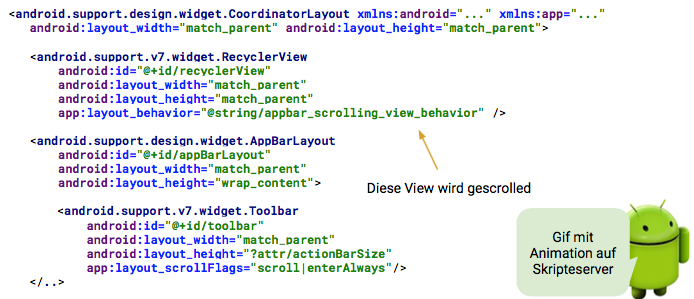 <android.support.design.widget.CoordinatorLayout xmlns:android="..." xmlns:app="..."
android:layout_width="match_parent" android:layout_height="match_parent">
<android.support.v7.widget.RecyclerView
android:id="@+id/recyclerView"
android:layout_width="match_parent"
android:layout_height="match_parent"
app:layout_behavior="@string/appbar_scrolling_view_behavior" />
<android.support.design.widget.AppBarLayout
android:id="@+id/appBarLayout"
android:layout_width="match_parent"
android:layout_height="wrap_content">
Diese View wird gescrolled
<android.support.v7.widget.Toolbar
android:id="@+id/toolbar"
android:layout_width="match_parent"
android:layout_height="?attr/actionBarSize"
app:layout_scrollFlags="scroll|enterAlways"/>
</..>
Gif mit
Animation auf
Skripteserver